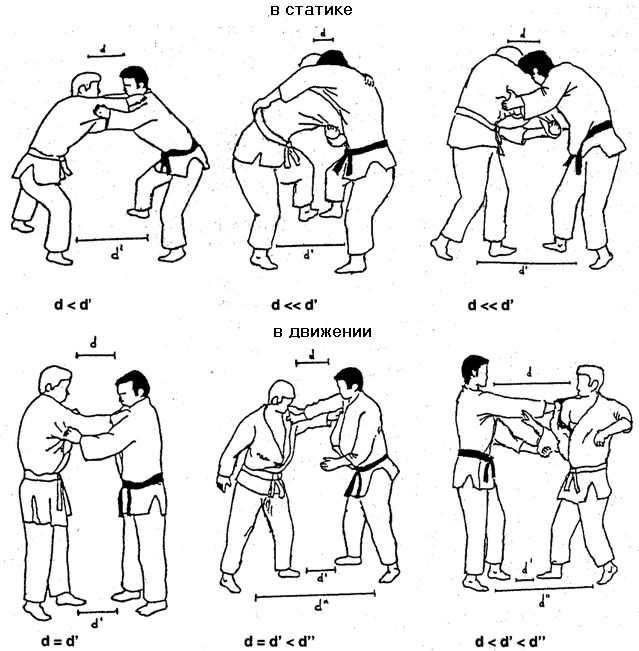 в статике
d d d
d' d' d'
d < d' d << d' d << d'
в движении
d d d
d' d' d'
d" d"
d = d' d = d' < d'' d < d' < d''